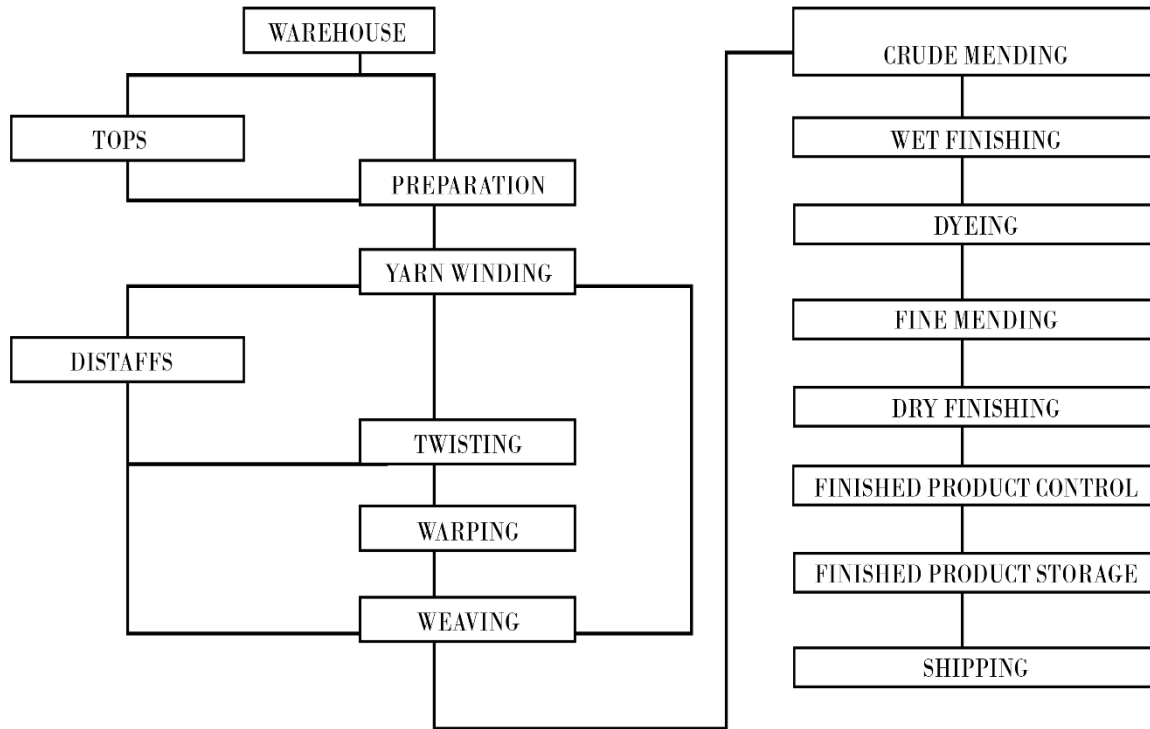 WAREHOUSE
TOPS
PREPARATION
YARN WINDING
DISTAFFS
TWISTING
WARPING
WEAVING
CRUDE MENDING
WET FINISHING
DYEING
FINE MENDING
DRY FINISHING
FINISHED PRODUCT CONTROL
FINISHED PRODUCT STORAGE
SHIPPING